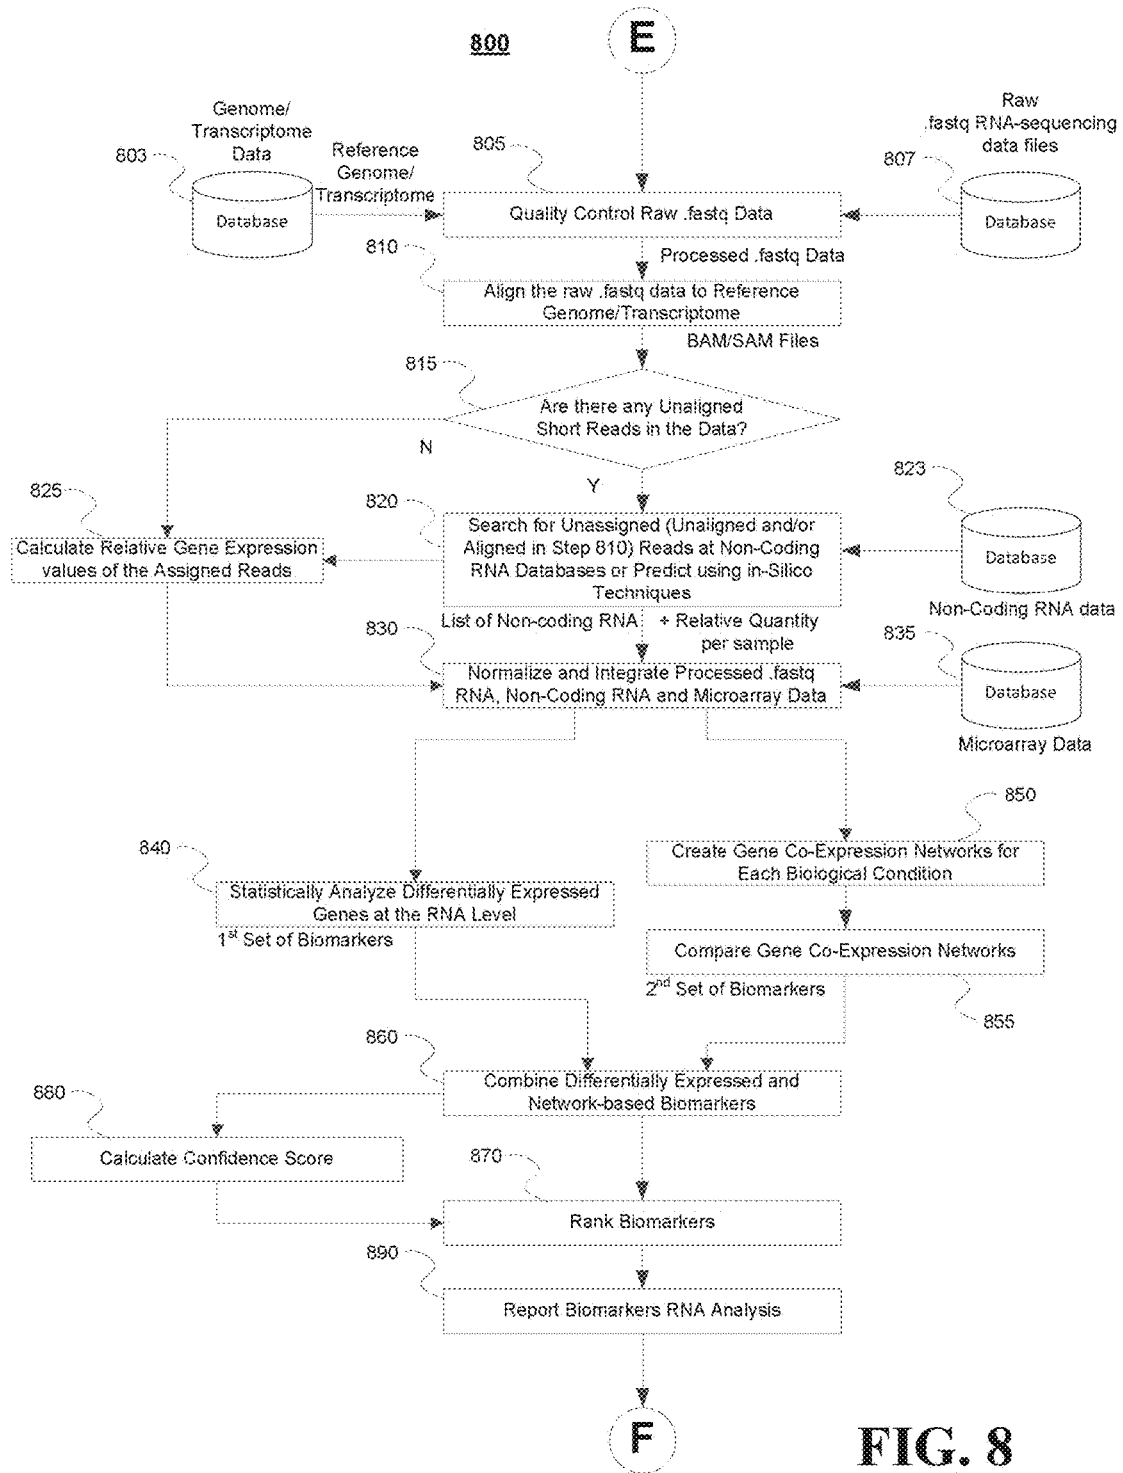 800
E
Genome/
Transcriptome
Data
803
Database
Reference
Genome/
Transcriptome
805
Quality Control Raw .fastq Data
Raw
.fastq RNA-sequencing
data files
807
Database
Processed .fastq Data
810
Align the raw .fastq data to Reference
Genome/Transcriptome
BAM/SAM Files
815
Are there any Unaligned
Short Reads in the Data?
N
Y
825
Calculate Relative Gene Expression
values of the Assigned Reads
820
Search for Unassigned (Unaligned and/or
Aligned in Step 810) Reads at Non-Coding
RNA Databases or Predict using in-Silico
Techniques
823
Database
Non-Coding RNA data
List of Non-coding RNA + Relative Quantity
per sample
830
Normalize and Integrate Processed .fastq
RNA, Non-Coding RNA and Microarray Data
835
Database
Microarray Data
840
Statistically Analyze Differentially Expressed
Genes at the RNA Level
1st Set of Biomarkers
850
Create Gene Co-Expression Networks for
Each Biological Condition
Compare Gene Co-Expression Networks
2nd Set of Biomarkers
855
860
Combine Differentially Expressed and
Network-based Biomarkers
880
Calculate Confidence Score
870
Rank Biomarkers
890
Report Biomarkers RNA Analysis
F
FIG. 8